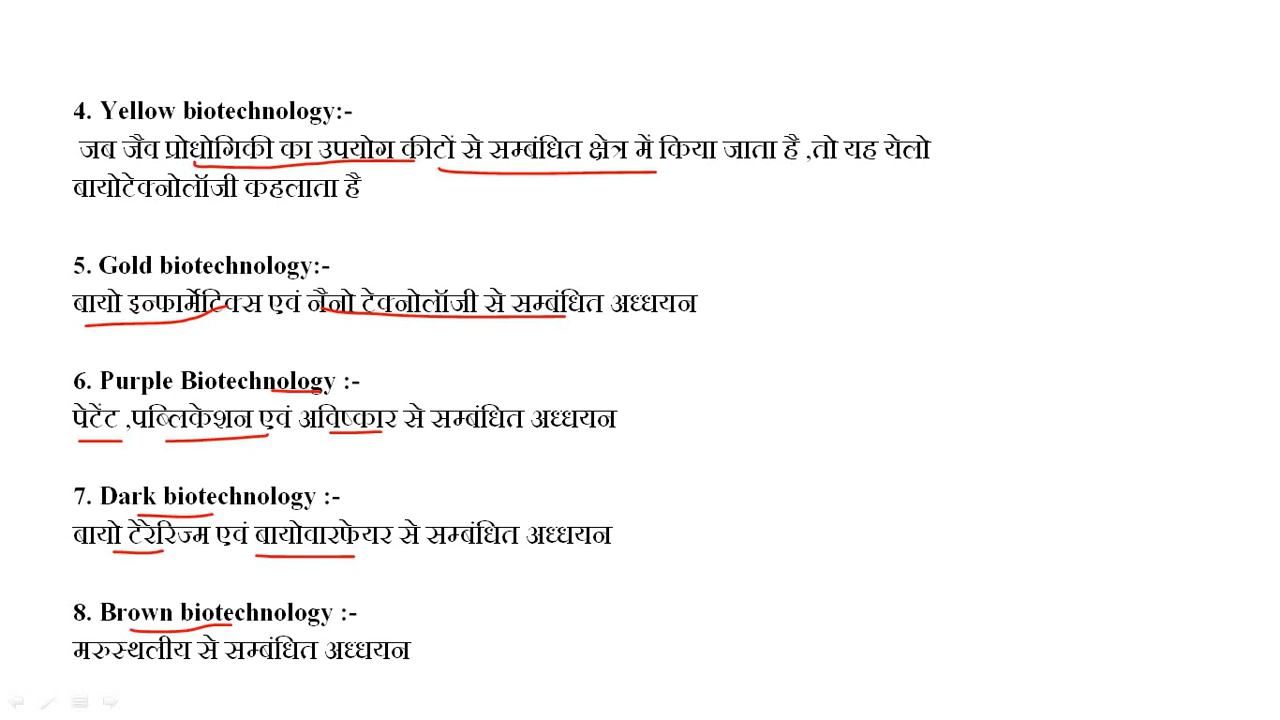 4. Yellow biotechnology:-
जब जैव प्रोधोगिकी का उपयोग कीटों से सम्बंधित क्षेत्र में किया जाता है ,तो यह येलो
बायोटेक्नोलॉजी कहलाता है
5. Gold biotechnology:-
बायो इन्फार्मेटिक्स एवं नैनो टेक्नोलॉजी से सम्बंधित अध्धयन
6. Purple Biotechnology :-
पेटेंट ,पब्लिकेशन एवं अविष्कार से सम्बंधित अध्धयन
7. Dark biotechnology :-
बायो टेरेरिज्म एवं बायोवारफेयर से सम्बंधित अध्धयन
8. Brown biotechnology :-
मरुस्थलीय से सम्बंधित अध्धयन